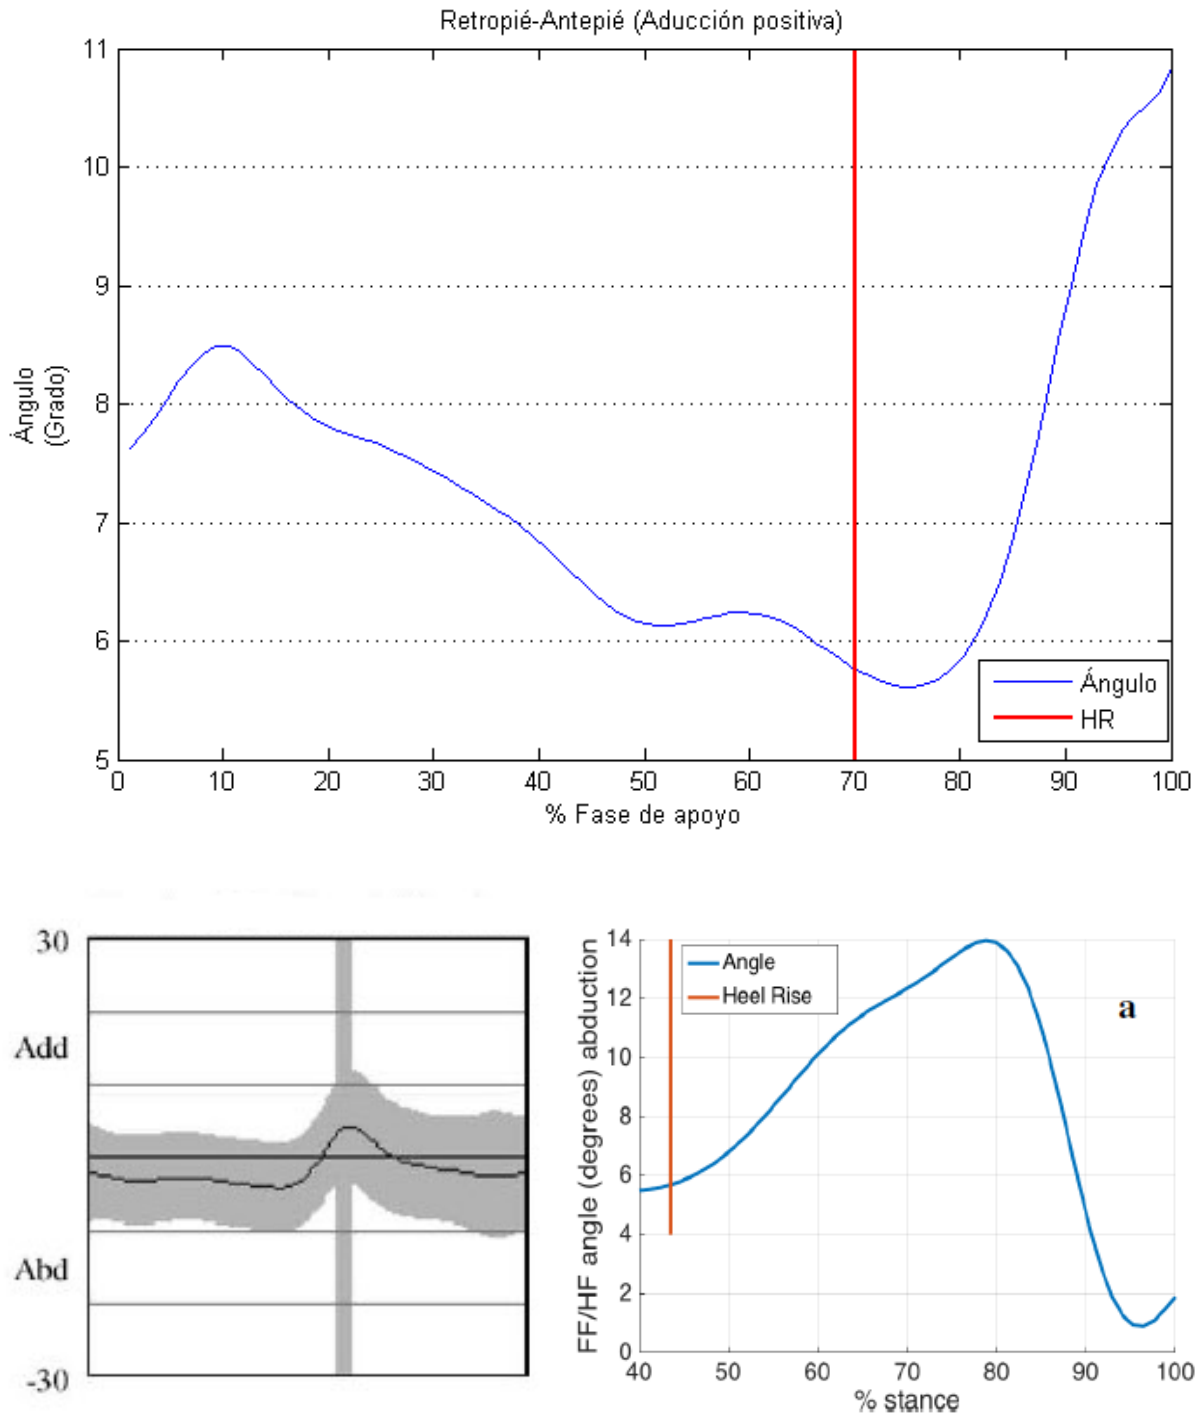 Retropié-Antepié (Aducción positiva)
11
10
9
8
7
6
5
Ángulo
(Grado)
Ángulo
HR
0 10 20 30 40 50 60 70 80 90 100
% Fase de apoyo
30
Add
Abd
-30
14
12
10
8
6
4
2
0
FF/HF angle (degrees) abduction
Angle
Heel Rise
a
40 50 60 70 80 90 100
% stance